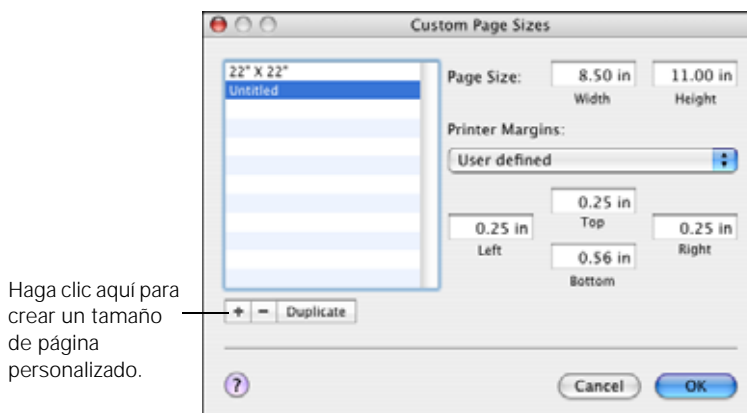 Custom Page Sizes
22" X 22"
Untitled
Page Size:
8.50 in
11.00 in
Width
Height
Printer Margins:
User defined
0.25 in
Top
0.25 in
Left
0.25 in
Right
0.56 in
Bottom
Haga clic aquí para
crear un tamaño
de página
personalizado.
+ − Duplicate
?
Cancel
OK